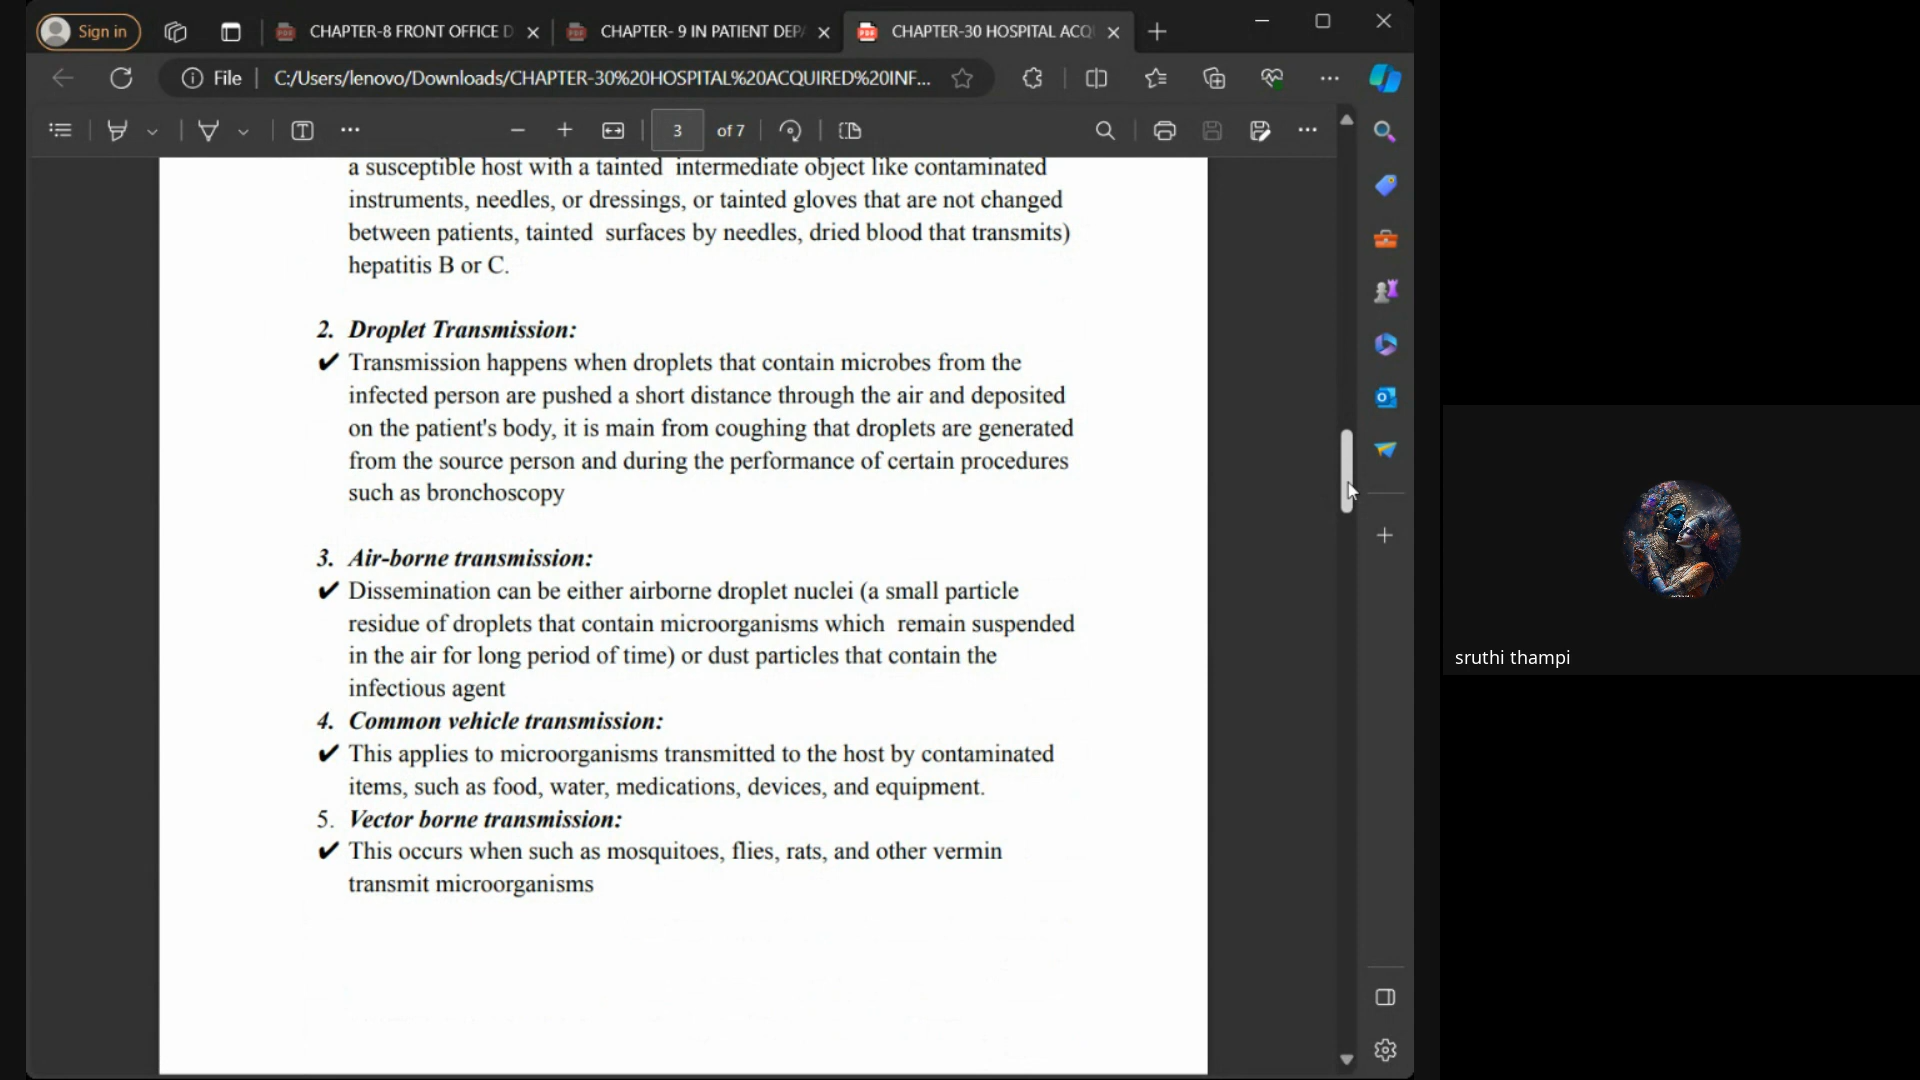 Sign in
CHAPTER-8 FRONT OFFICE D
CHAPTER- 9 IN PATIENT DEPA
CHAPTER-30 HOSPITAL ACQ
File
C:/Users/lenovo/Downloads/CHAPTER-30%20HOSPITAL%20ACQUIRED%20INF...
3 of 7
a susceptible host with a tainted intermediate object like contaminated
instruments, needles, or dressings, or tainted gloves that are not changed
between patients, tainted surfaces by needles, dried blood that transmits)
hepatitis B or C.
2. Droplet Transmission:
✔ Transmission happens when droplets that contain microbes from the
infected person are pushed a short distance through the air and deposited
on the patient's body, it is main from coughing that droplets are generated
from the source person and during the performance of certain procedures
such as bronchoscopy
3. Air-borne transmission:
✔ Dissemination can be either airborne droplet nuclei (a small particle
residue of droplets that contain microorganisms which remain suspended
in the air for long period of time) or dust particles that contain the
infectious agent
4. Common vehicle transmission:
✔ This applies to microorganisms transmitted to the host by contaminated
items, such as food, water, medications, devices, and equipment.
5. Vector borne transmission:
✔ This occurs when such as mosquitoes, flies, rats, and other vermin
transmit microorganisms
sruthi thampi